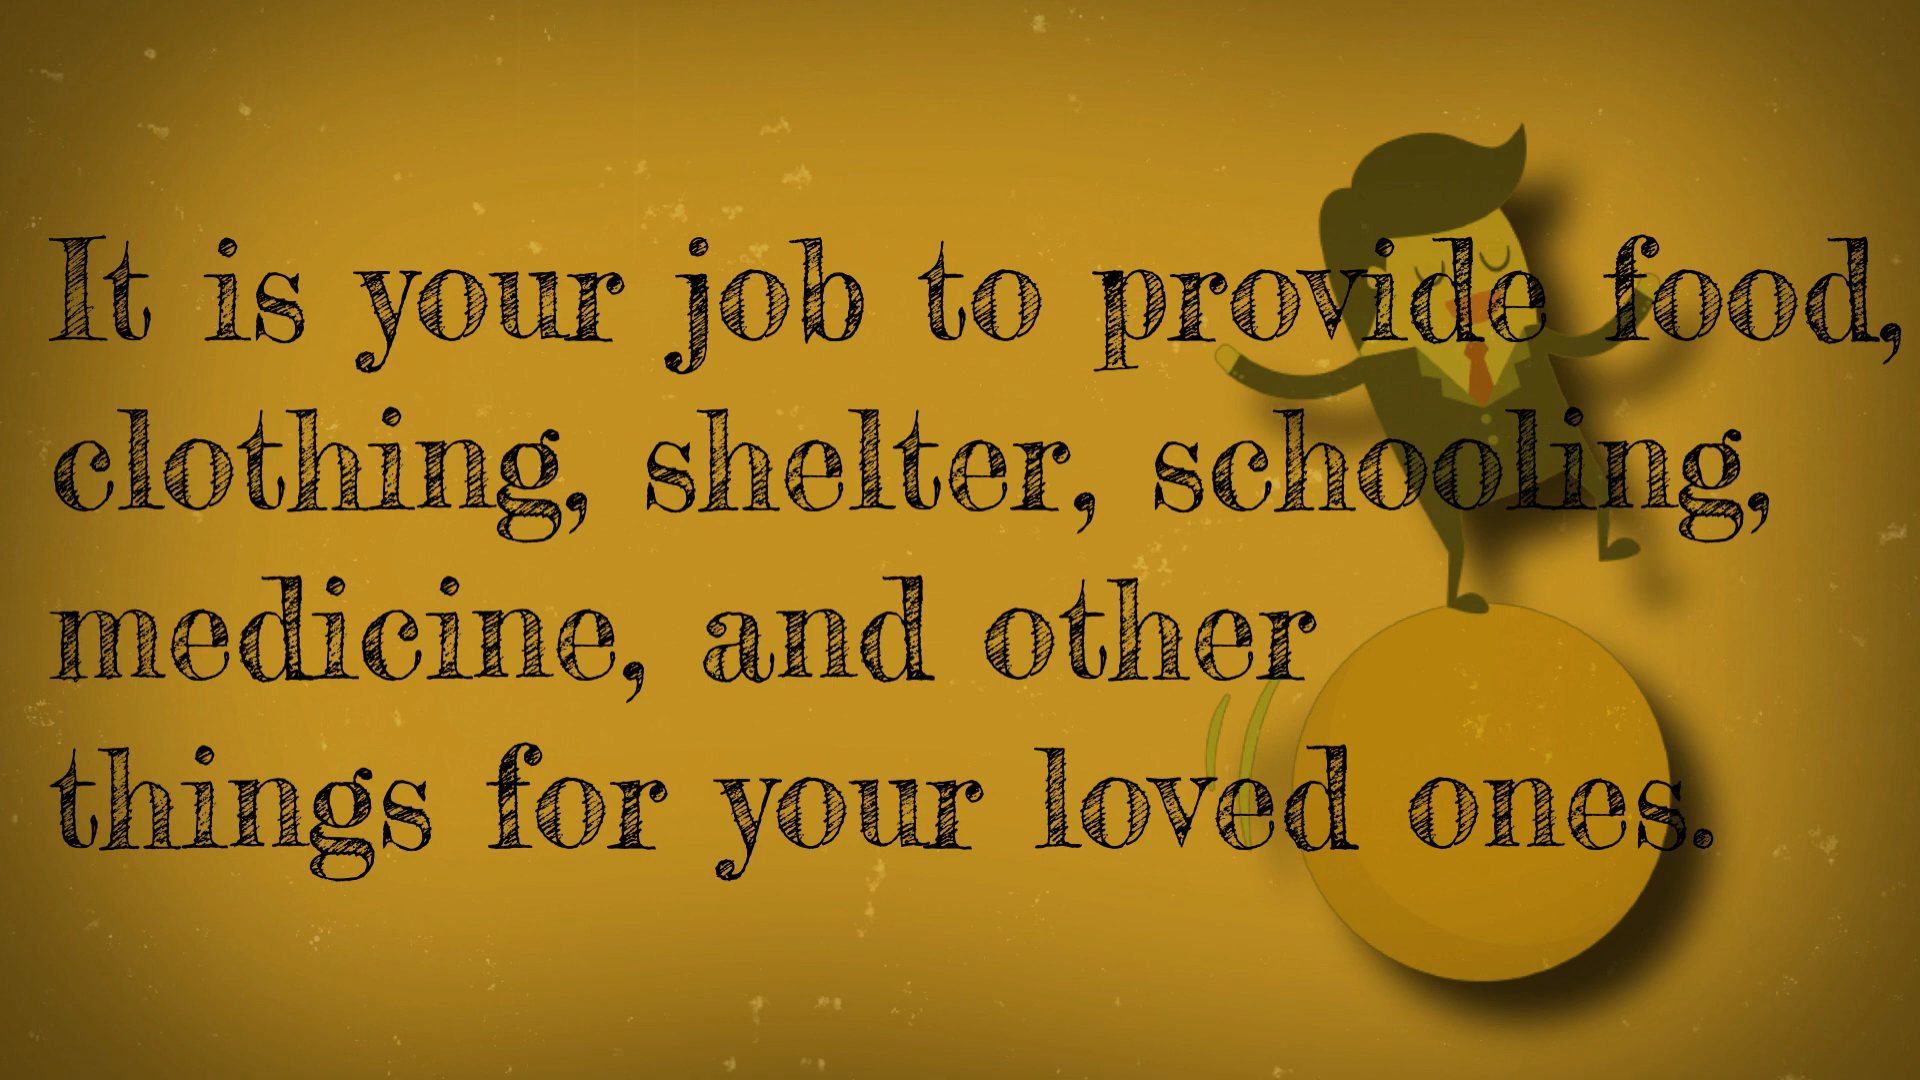 It is your job to provide food,
clothing, shelter, schooling,
medicine, and other
things for your loved ones.